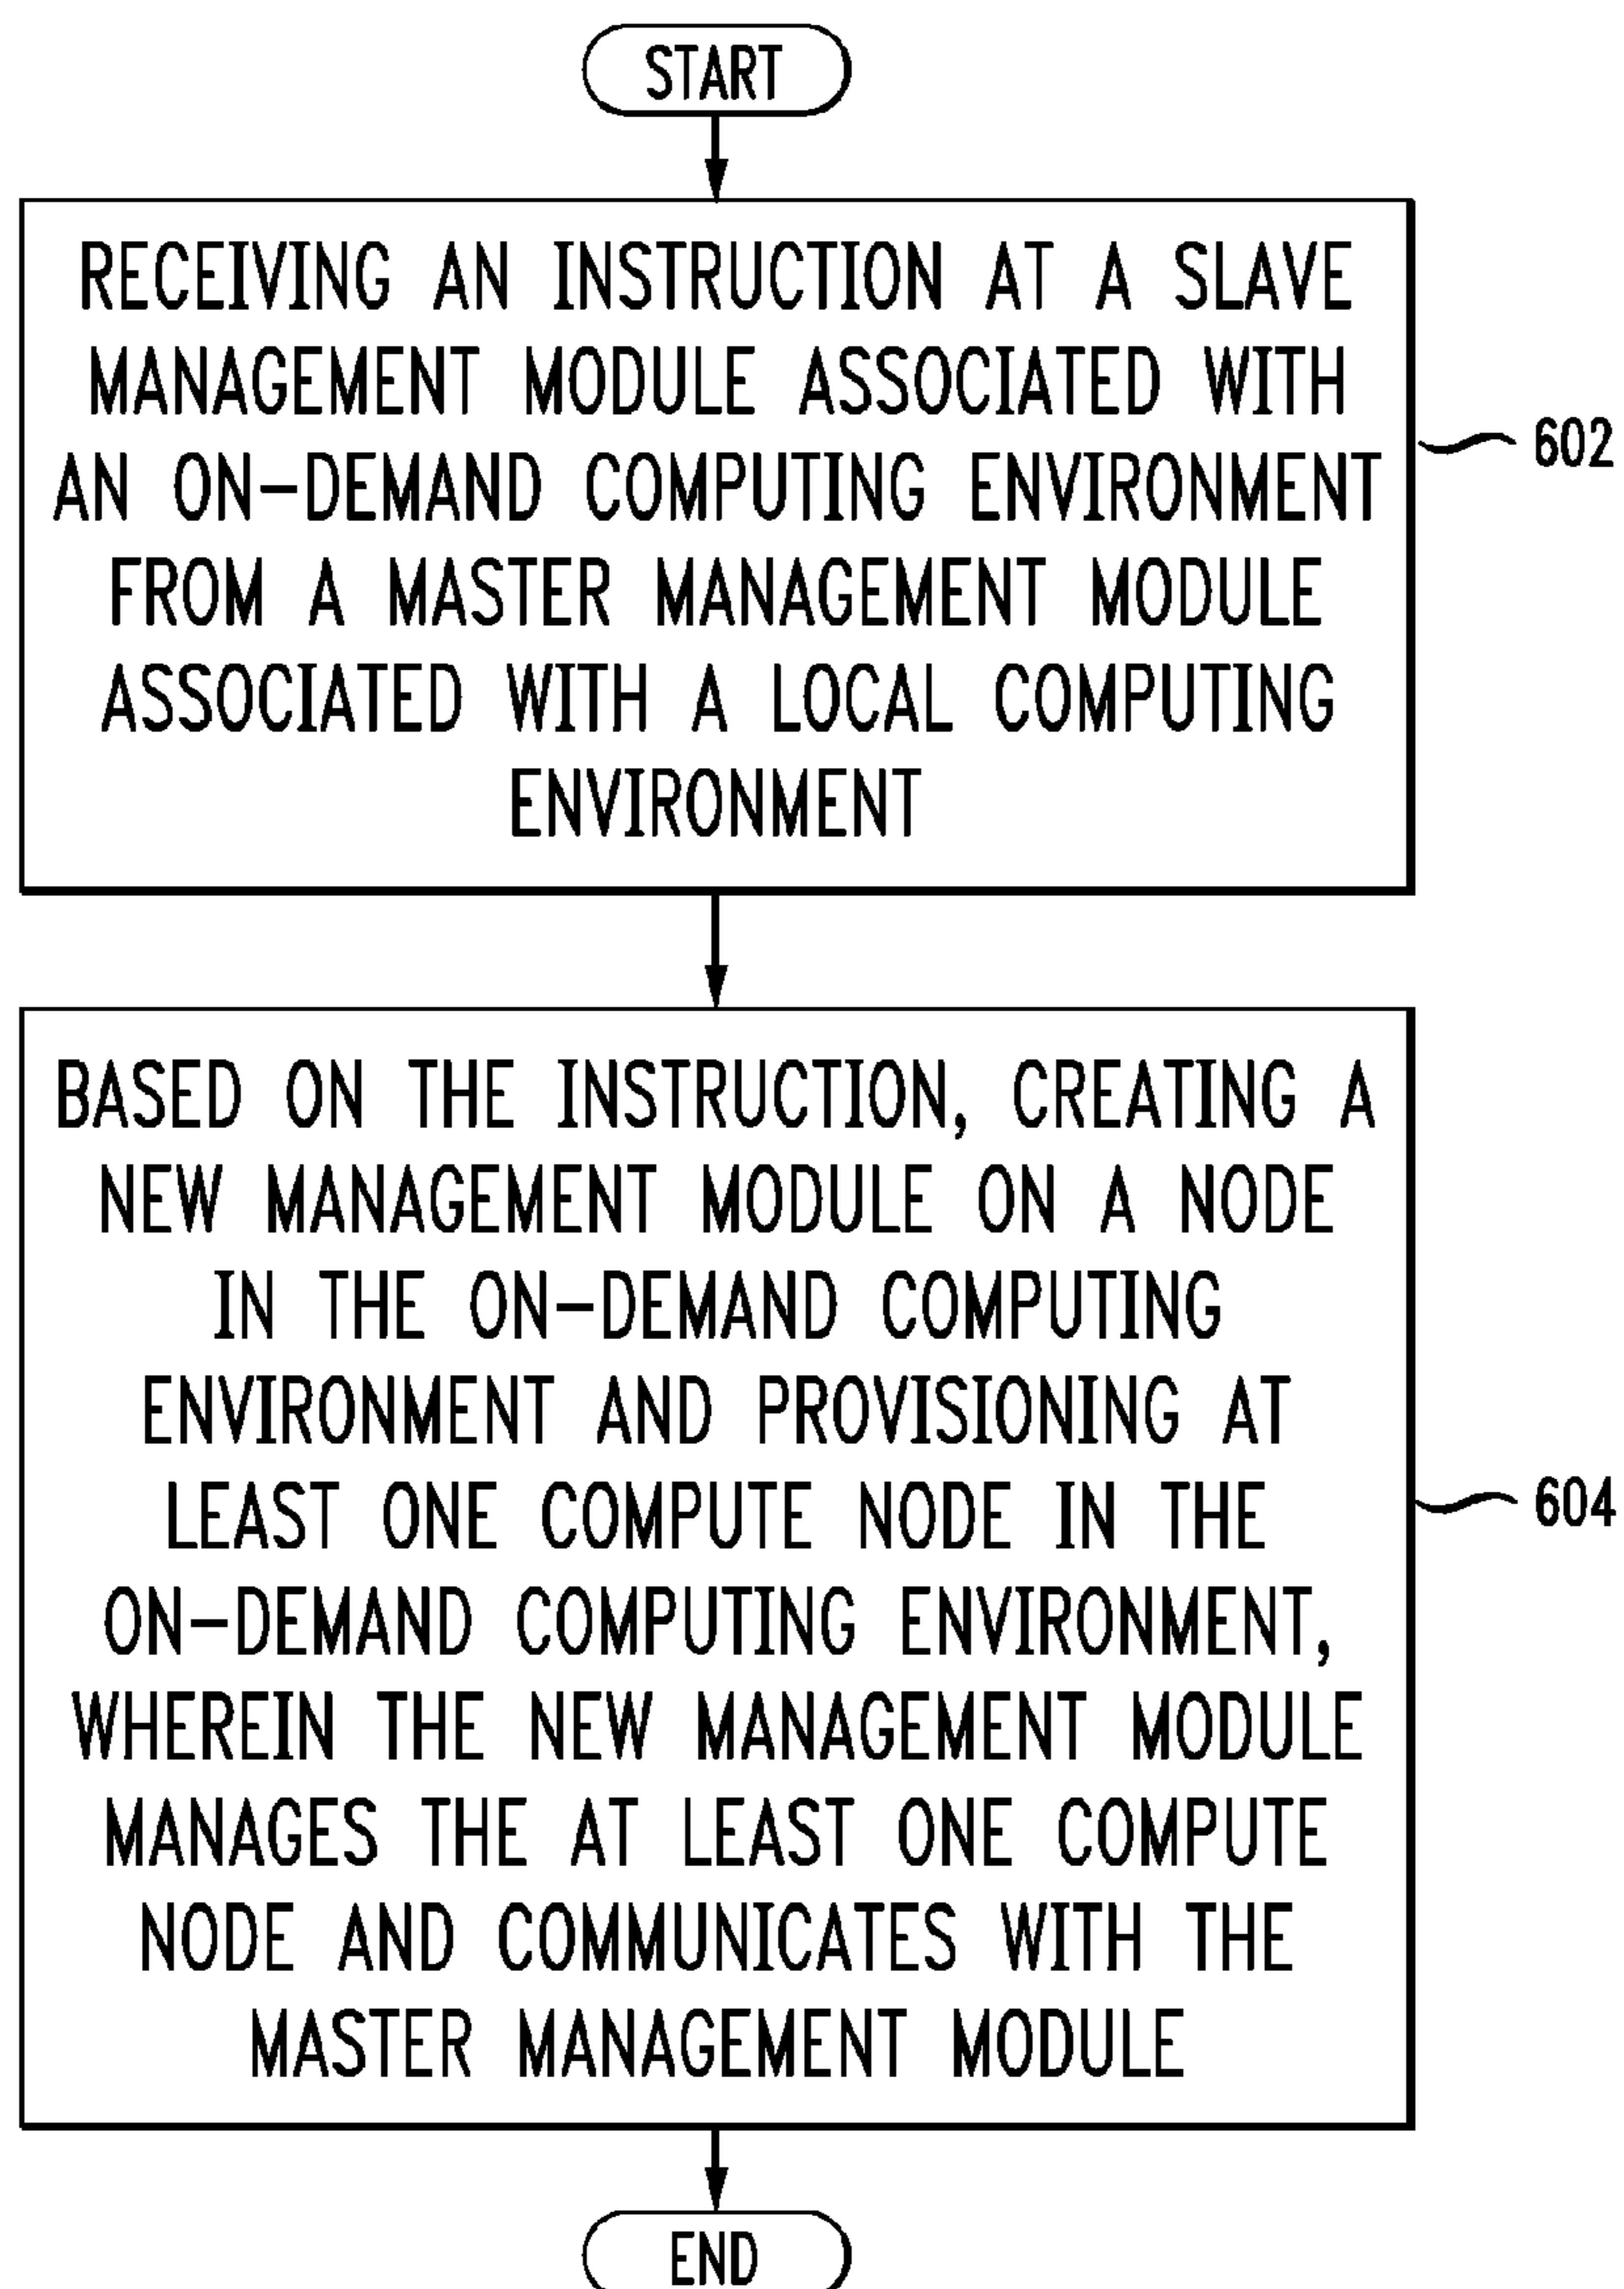 START
RECEIVING AN INSTRUCTION AT A SLAVE
MANAGEMENT MODULE ASSOCIATED WITH
AN ON-DEMAND COMPUTING ENVIRONMENT
FROM A MASTER MANAGEMENT MODULE
ASSOCIATED WITH A LOCAL COMPUTING
ENVIRONMENT
602
BASED ON THE INSTRUCTION, CREATING A
NEW MANAGEMENT MODULE ON A NODE
IN THE ON-DEMAND COMPUTING
ENVIRONMENT AND PROVISIONING AT
LEAST ONE COMPUTE NODE IN THE
ON-DEMAND COMPUTING ENVIRONMENT,
WHEREIN THE NEW MANAGEMENT MODULE
MANAGES THE AT LEAST ONE COMPUTE
NODE AND COMMUNICATES WITH THE
MASTER MANAGEMENT MODULE
604
END